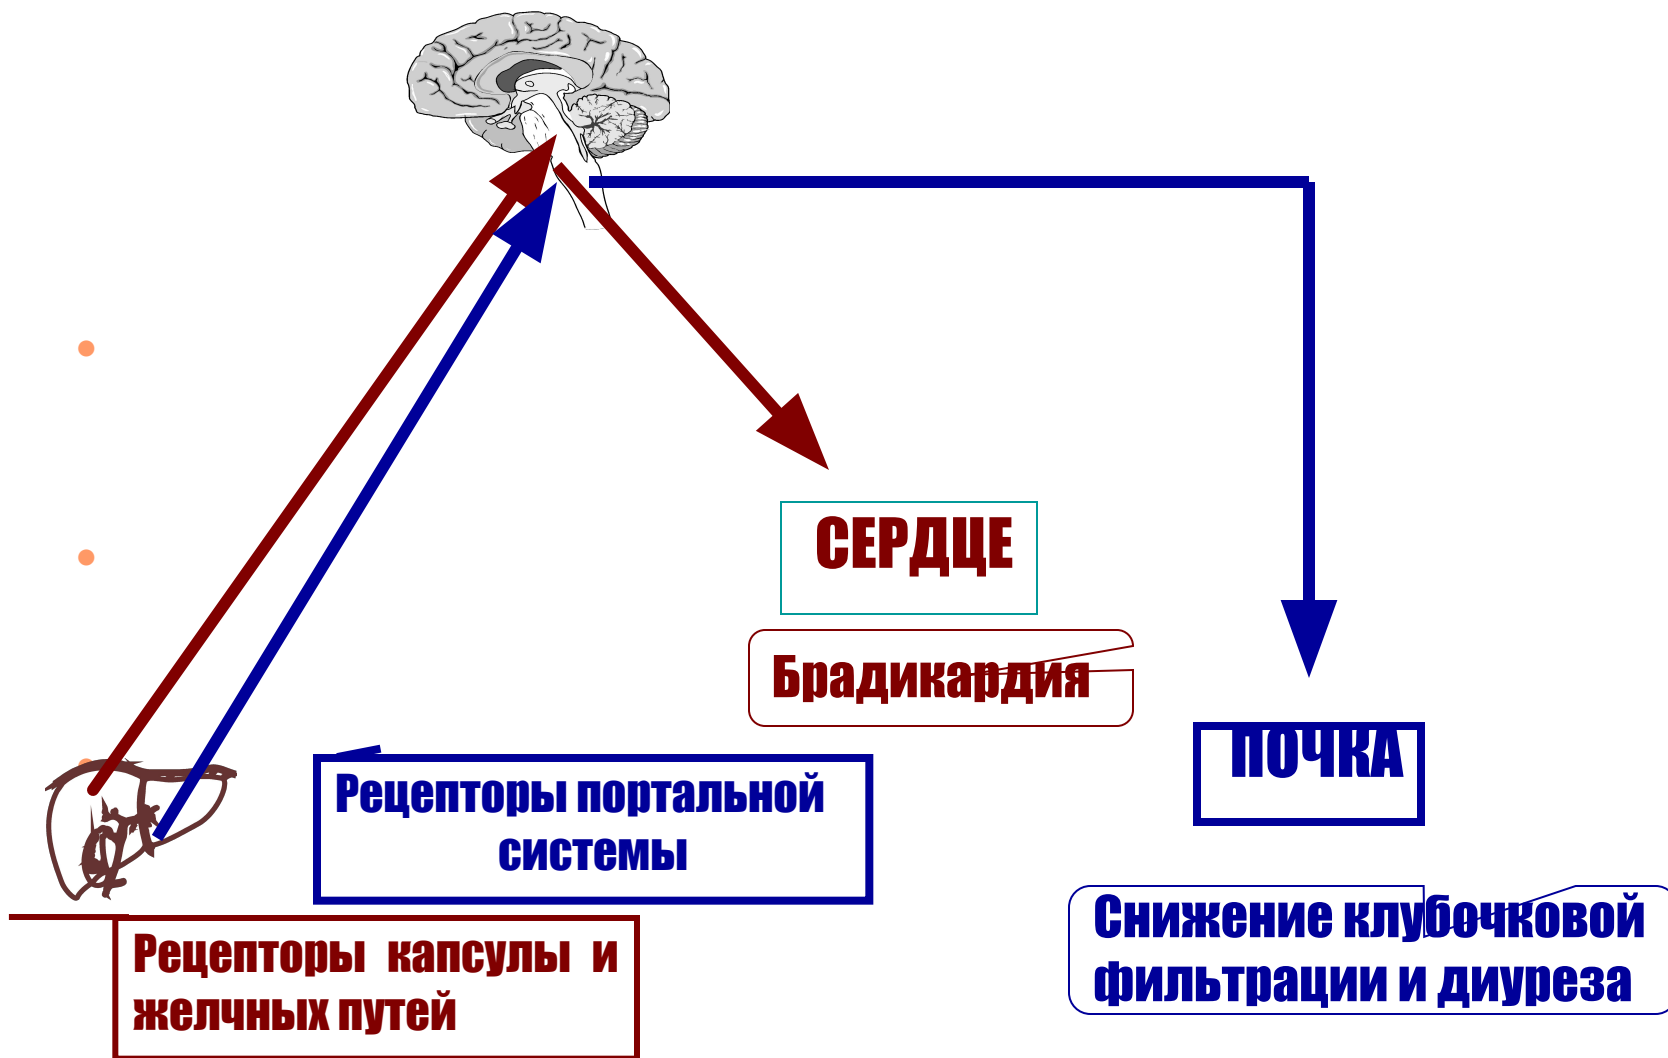 СЕРДЦЕ
Брадикардия
ПОЧКА
Рецепторы портальной
системы
Снижение клубочковой
фильтрации и диуреза
Рецепторы капсулы и
желчных путей